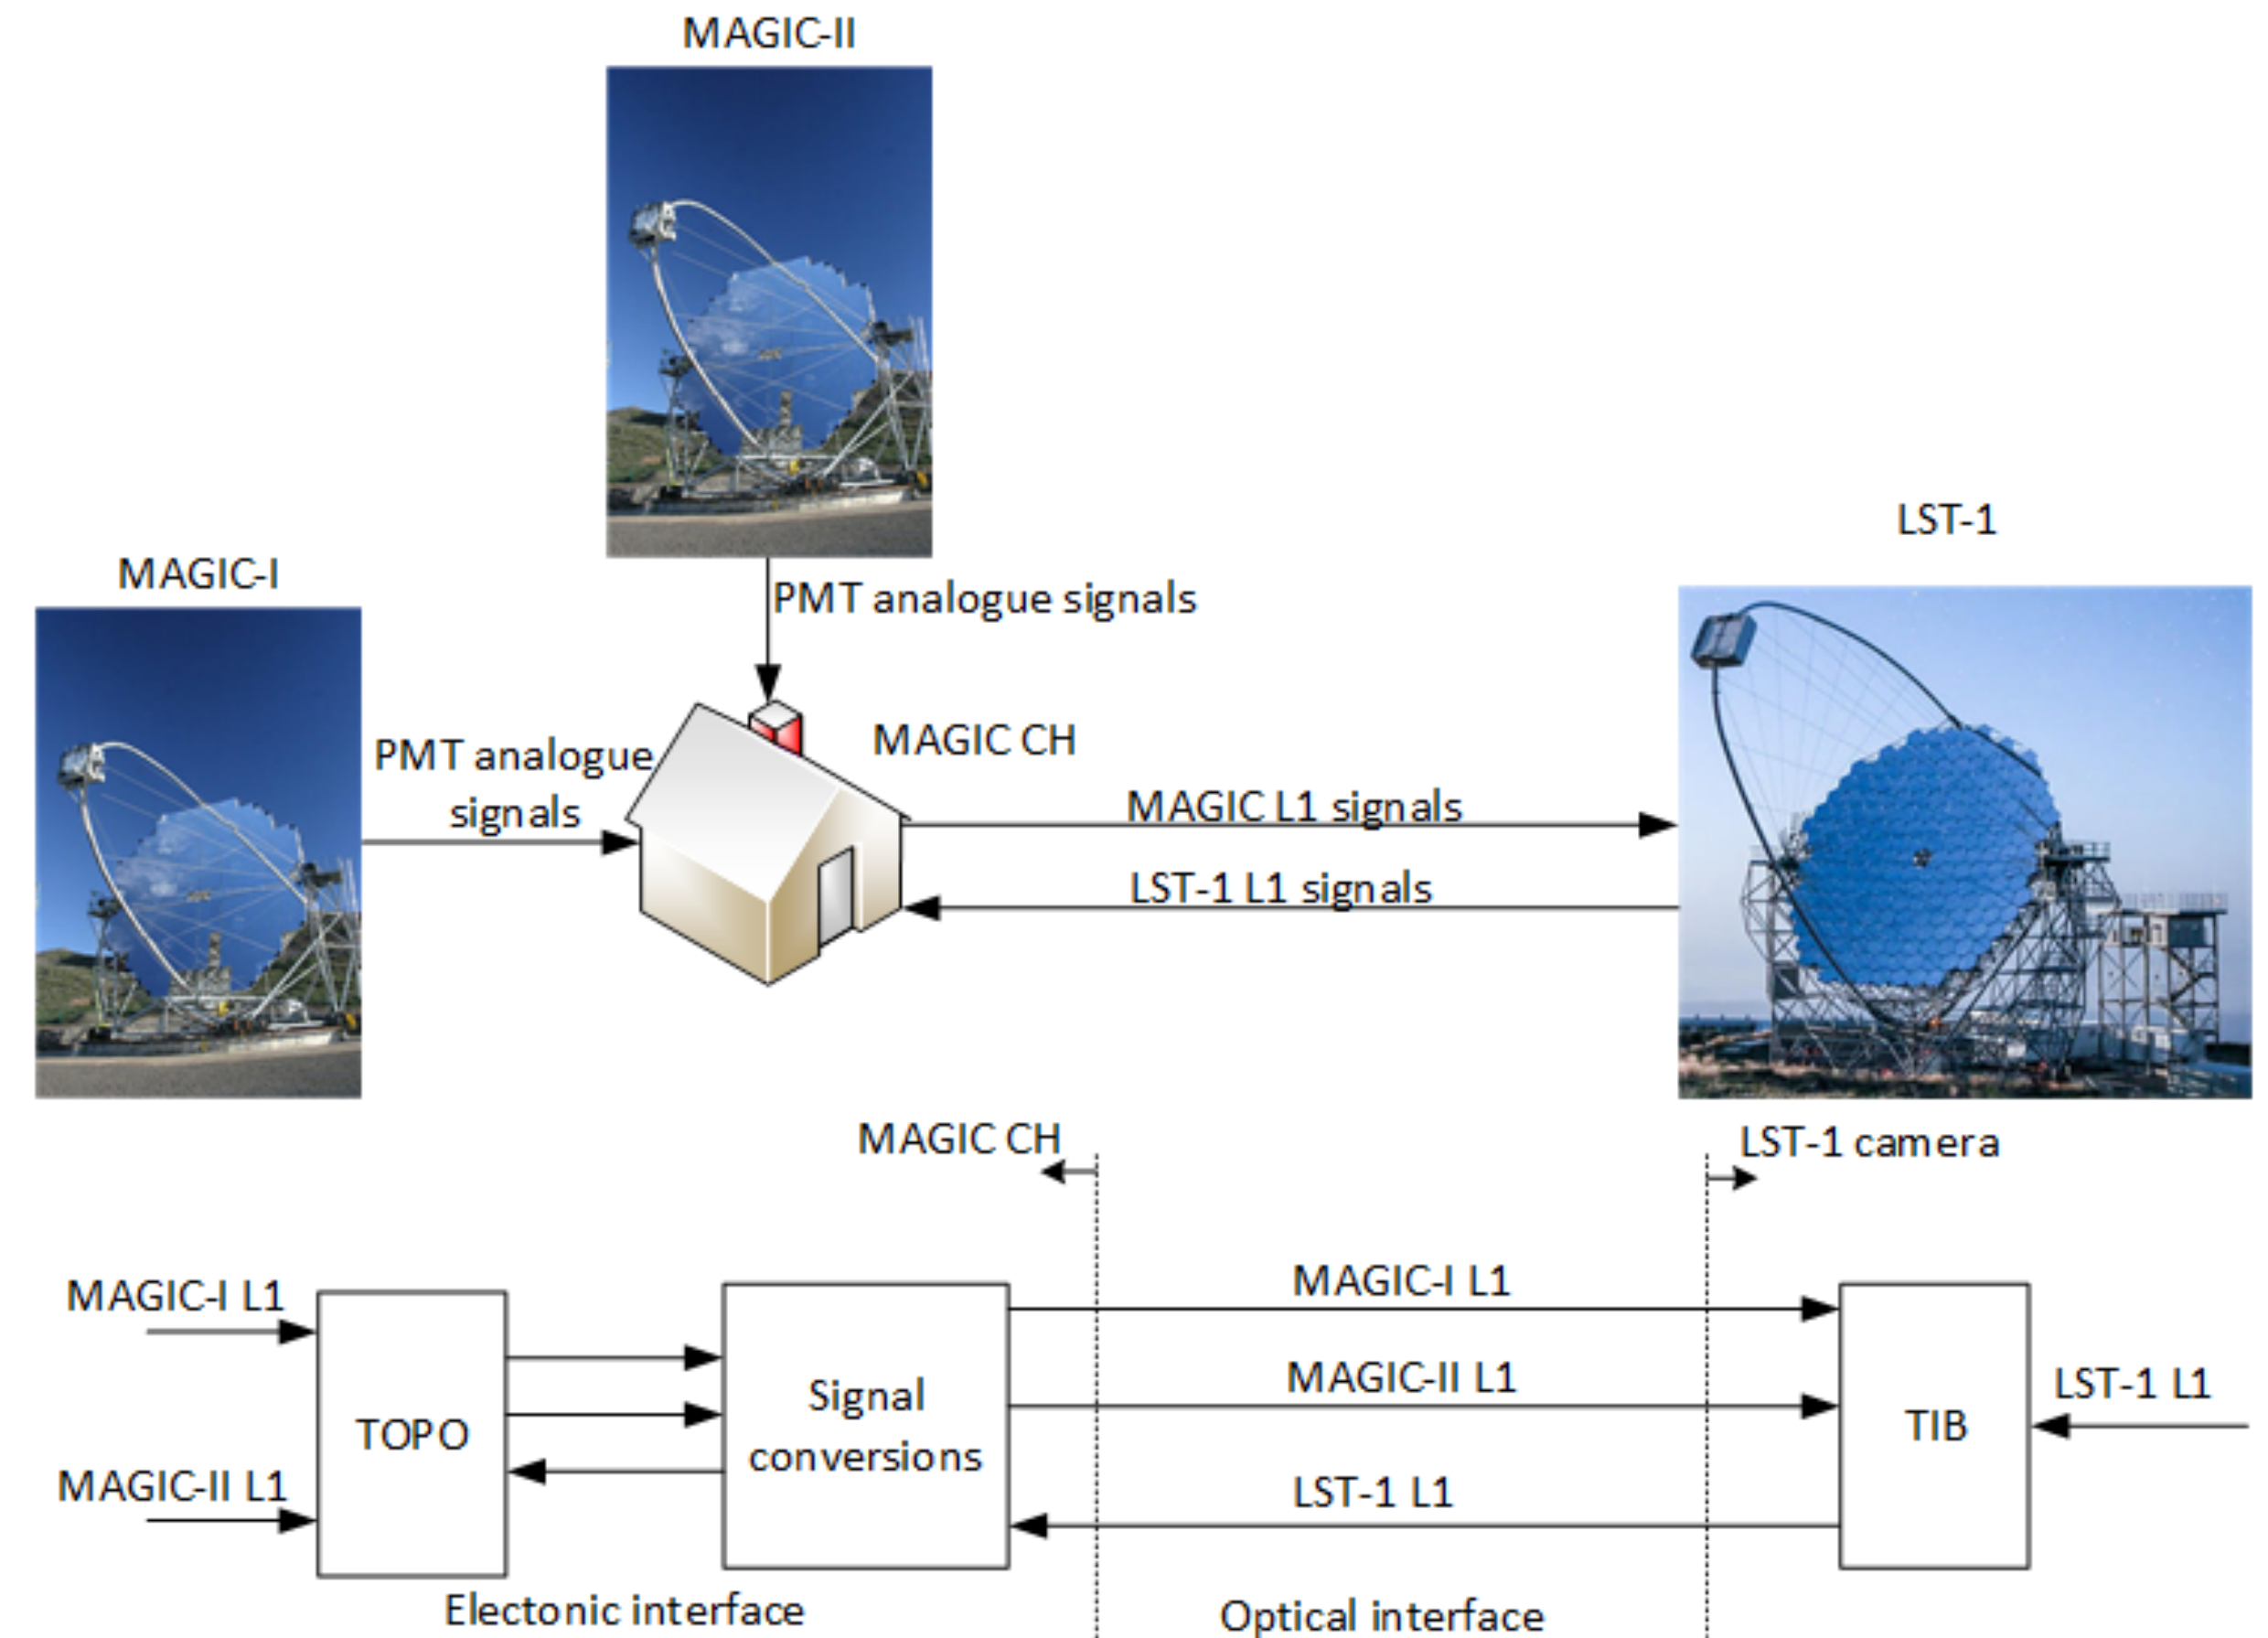 MAGIC-II
LST-1
MAGIC-I
PMT analogue signals
MAGIC CH
PMT analogue
signals
MAGIC L1 signals
LST-1 L1 signals
MAGIC CH
LST-1 camera
MAGIC-I L1
MAGIC-I L1
MAGIC-II L1
LST-1 L1
Signal
conversions
TOPO
TIB
MAGIC-II L1
LST-1 L1
Electonic interface
Optical interface